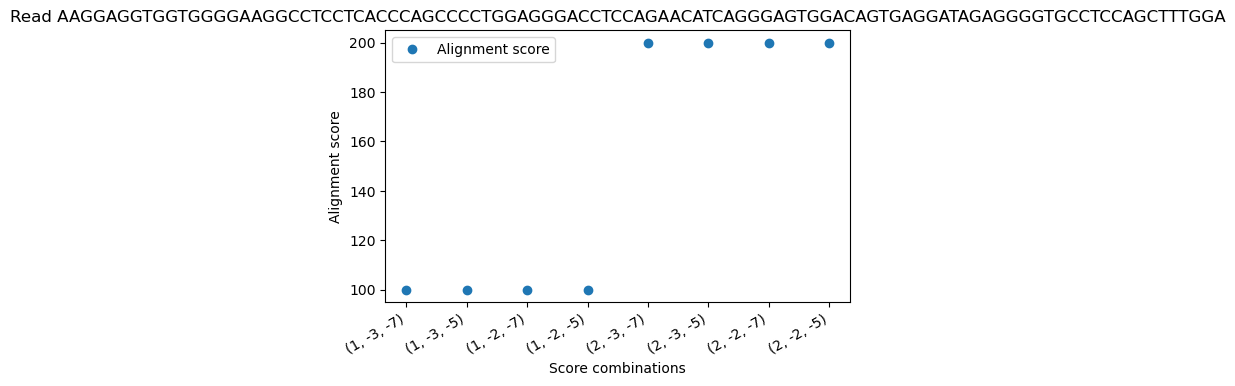 Read AAGGAGGTGGTGGGGAAGGCCTCCTCACCCAGCCCCTGGAGGGACCTCCAGAACATCAGGGAGTGGACAGTGAGGATAGAGGGGTGCCTCCAGCTTTGGA
Alignment score
200
180
160
140
120
100
Alignment score
(1, -3, -7)
(1, -3, -5)
(1, -2, -7)
(1, -2, -5)
(2, -3, -7)
(2, -3, -5)
(2, -2, -7)
(2, -2, -5)
Score combinations